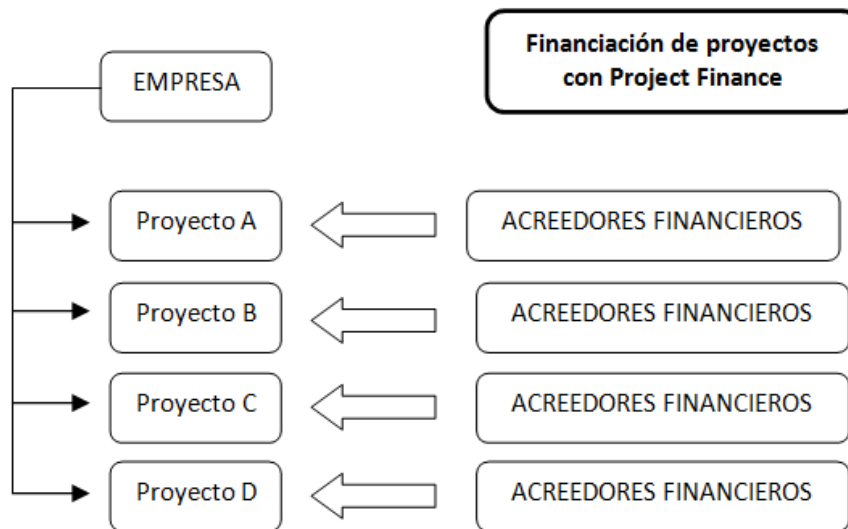 Financiación de proyectos
con Project Finance
EMPRESA
Proyecto A
ACREEDORES FINANCIEROS
Proyecto B
ACREEDORES FINANCIEROS
Proyecto C
ACREEDORES FINANCIEROS
Proyecto D
ACREEDORES FINANCIEROS